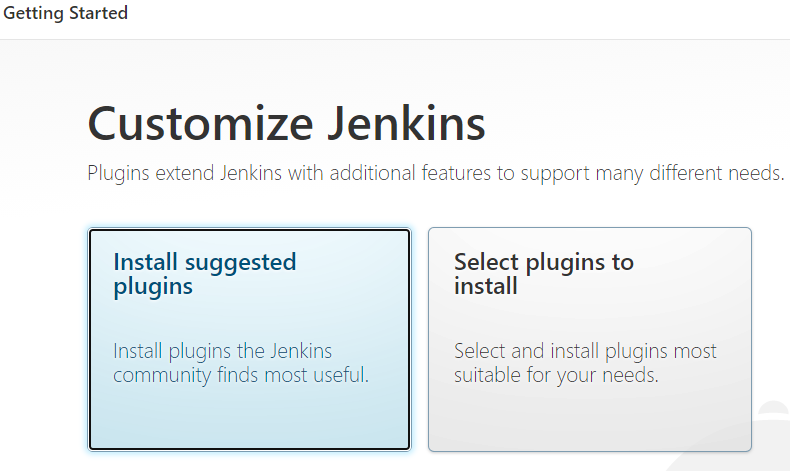 Getting Started
Customize Jenkins
Plugins extend Jenkins with additional features to support many different needs.
Install suggested
plugins
Install plugins the Jenkins
community finds most useful.
Select plugins to
install
Select and install plugins most
suitable for your needs.